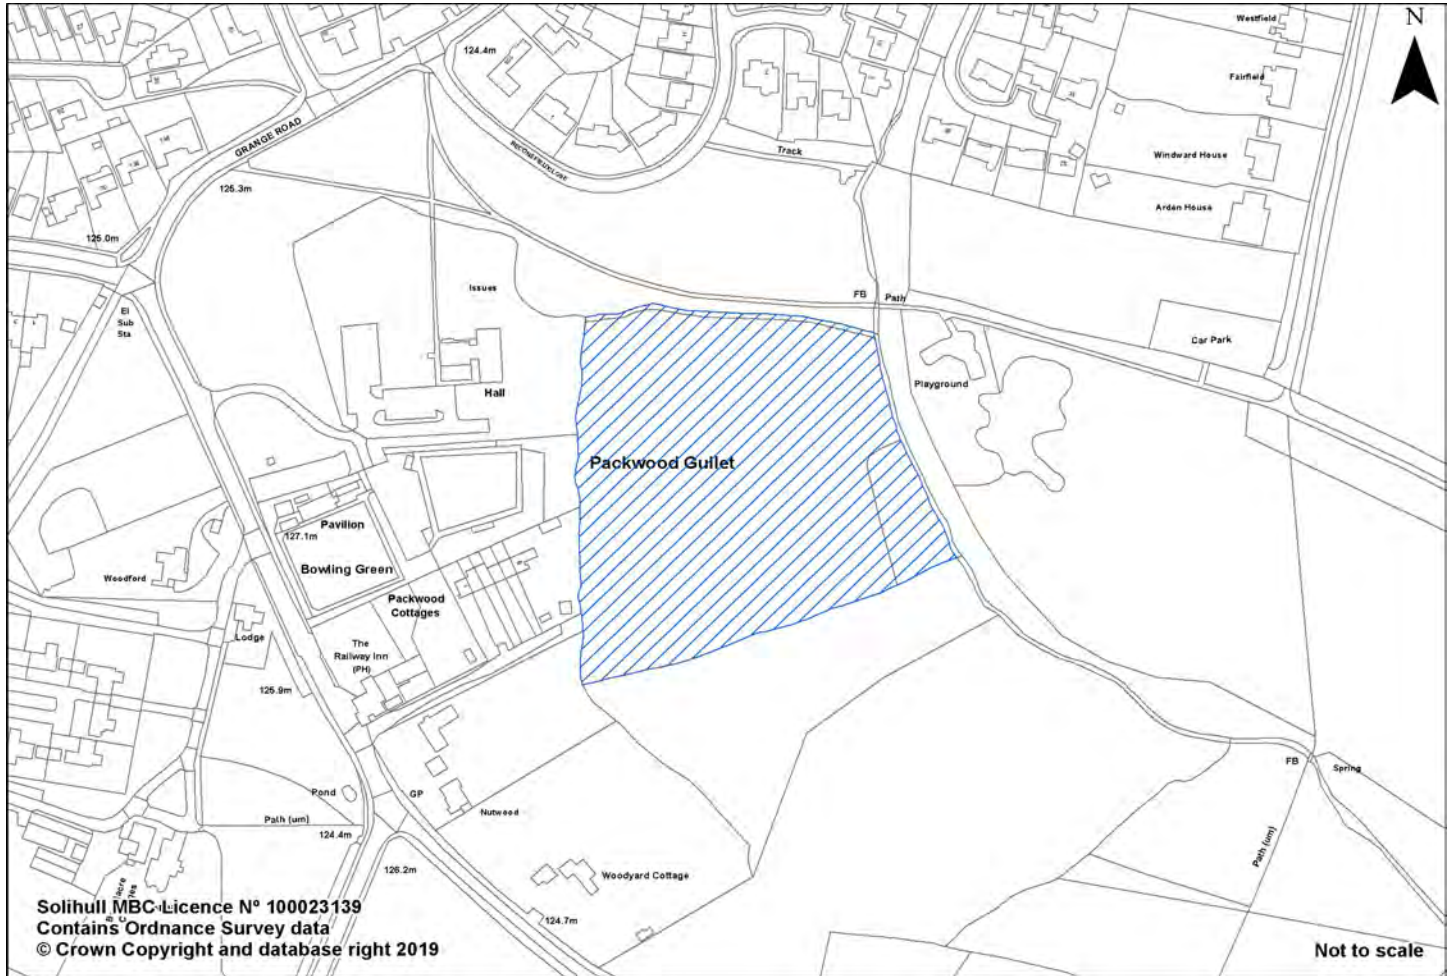 Westfield
N
124.4m
Fairfield
GRANGE ROAD
Track
Windward House
125.3m
Arden House
125.0m
Issues
FB
Path
El
Sub
Sta
Car Park
Hall
Playground
Packwood Guilet
Pavilion
127.1m
Bowling Green
Woodford
Packwood
Cottages
Lodge
The
Railway Inn
(PH)
125.9m
Pond
GP
Nutwood
Path (um)
124.4m
FB
Spring
Path (um)
126.2m
Woodyard Cottage
124.7m
Solihull MBC Licence Nº 100023139
Contains Ordnance Survey data
© Crown Copyright and database right 2019
Not to scale